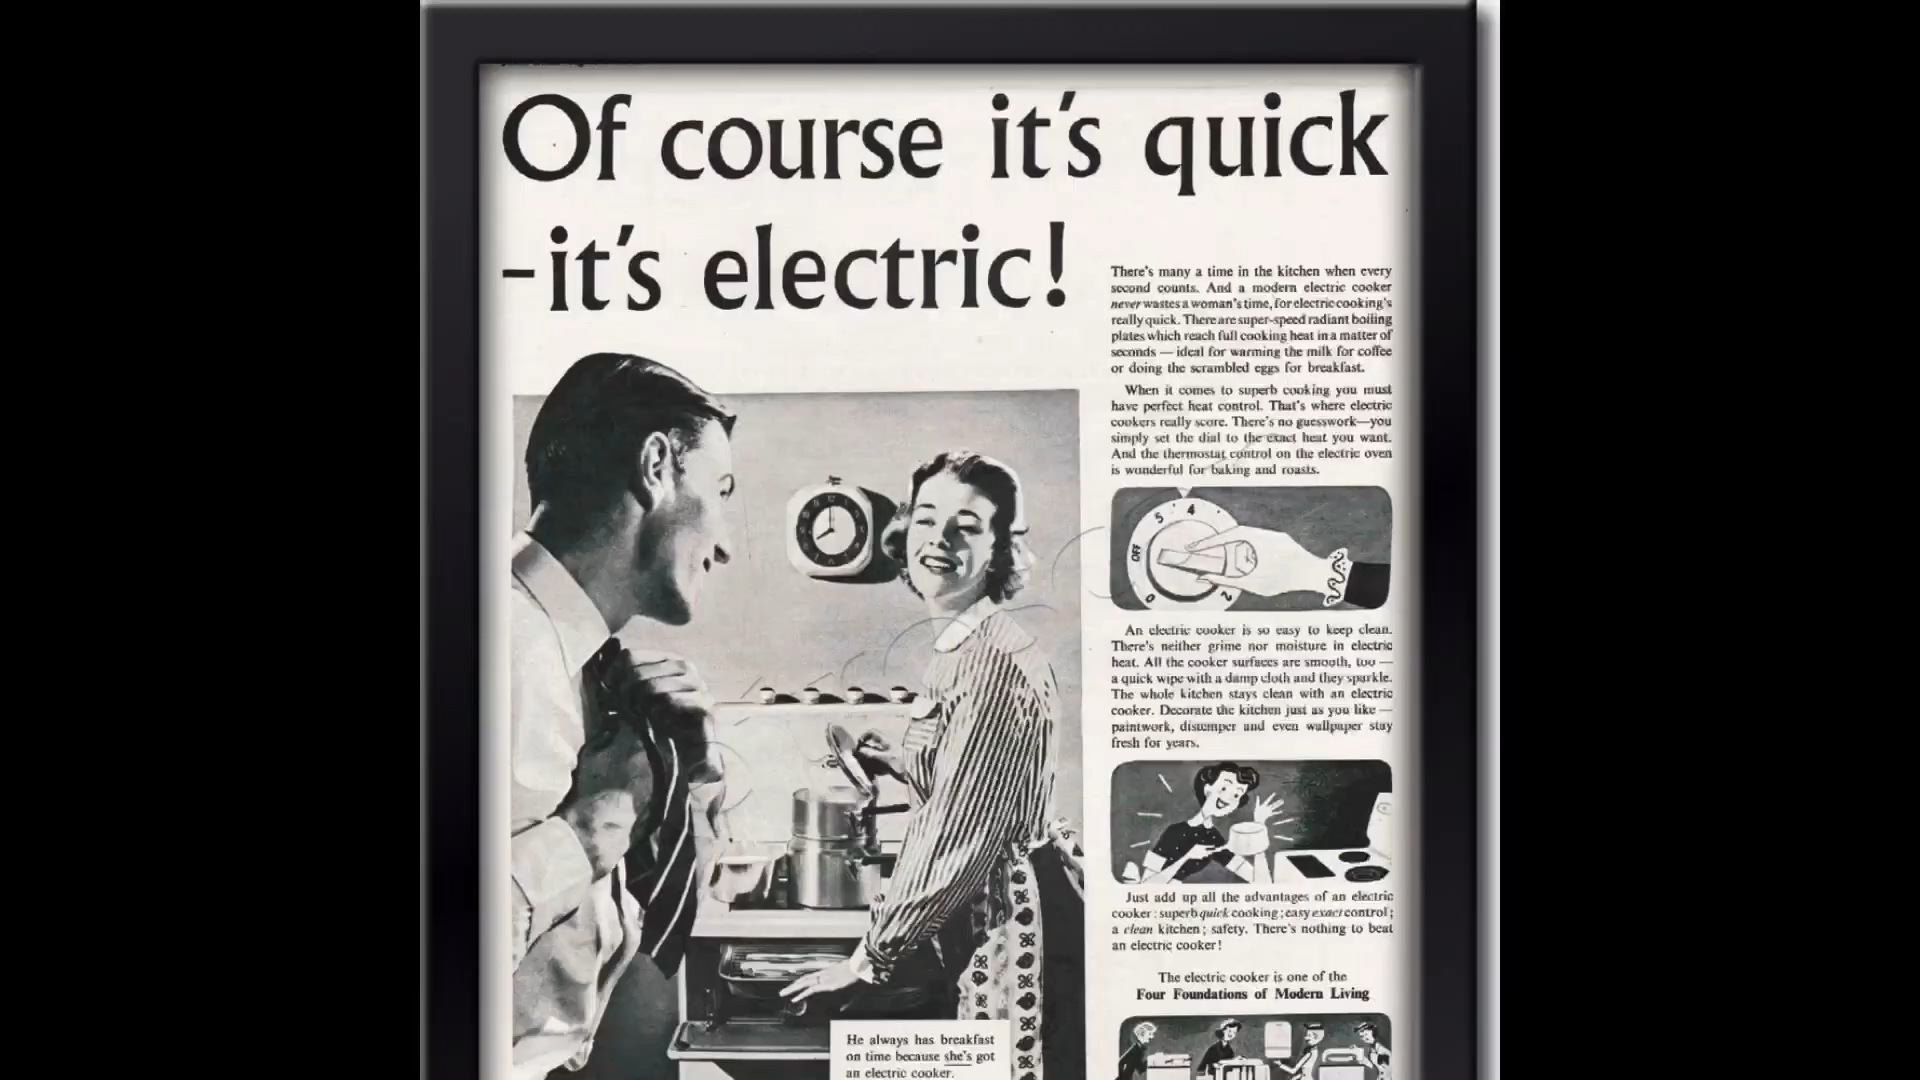 Of course it's quick
-it's electric!
There's many a time in the kitchen when every
second counts. And a modern electric cooker
never wastes a woman's time, for electric cooking's
really quick. There are super-speed radiant boiling
plates which reach full cooking heat in a matter of
seconds — ideal for warming the milk for coffee
or doing the scrambled eggs for breakfast.
When it comes to superb cooking you must
have perfect heat control. That's where electric
cookers really score. There's no guesswork—you
simply set the dial to the exact heat you want.
And the thermostat control on the electric oven
is wonderful for baking and roasts.
5 4
OFF
0 2
An electric cooker is so easy to keep clean.
There's neither grime nor moisture in electric
heat. All the cooker surfaces are smooth, too —
a quick wipe with a damp cloth and they sparkle.
The whole kitchen stays clean with an electric
cooker. Decorate the kitchen just as you like —
paintwork, distemper and even wallpaper stay
fresh for years.
Just add up all the advantages of an electric
cooker: superb quick cooking; easy exact control;
a clean kitchen; safety. There's nothing to beat
an electric cooker!
The electric cooker is one of the
Four Foundations of Modern Living
He always has breakfast
on time because she's got
an electric cooker.